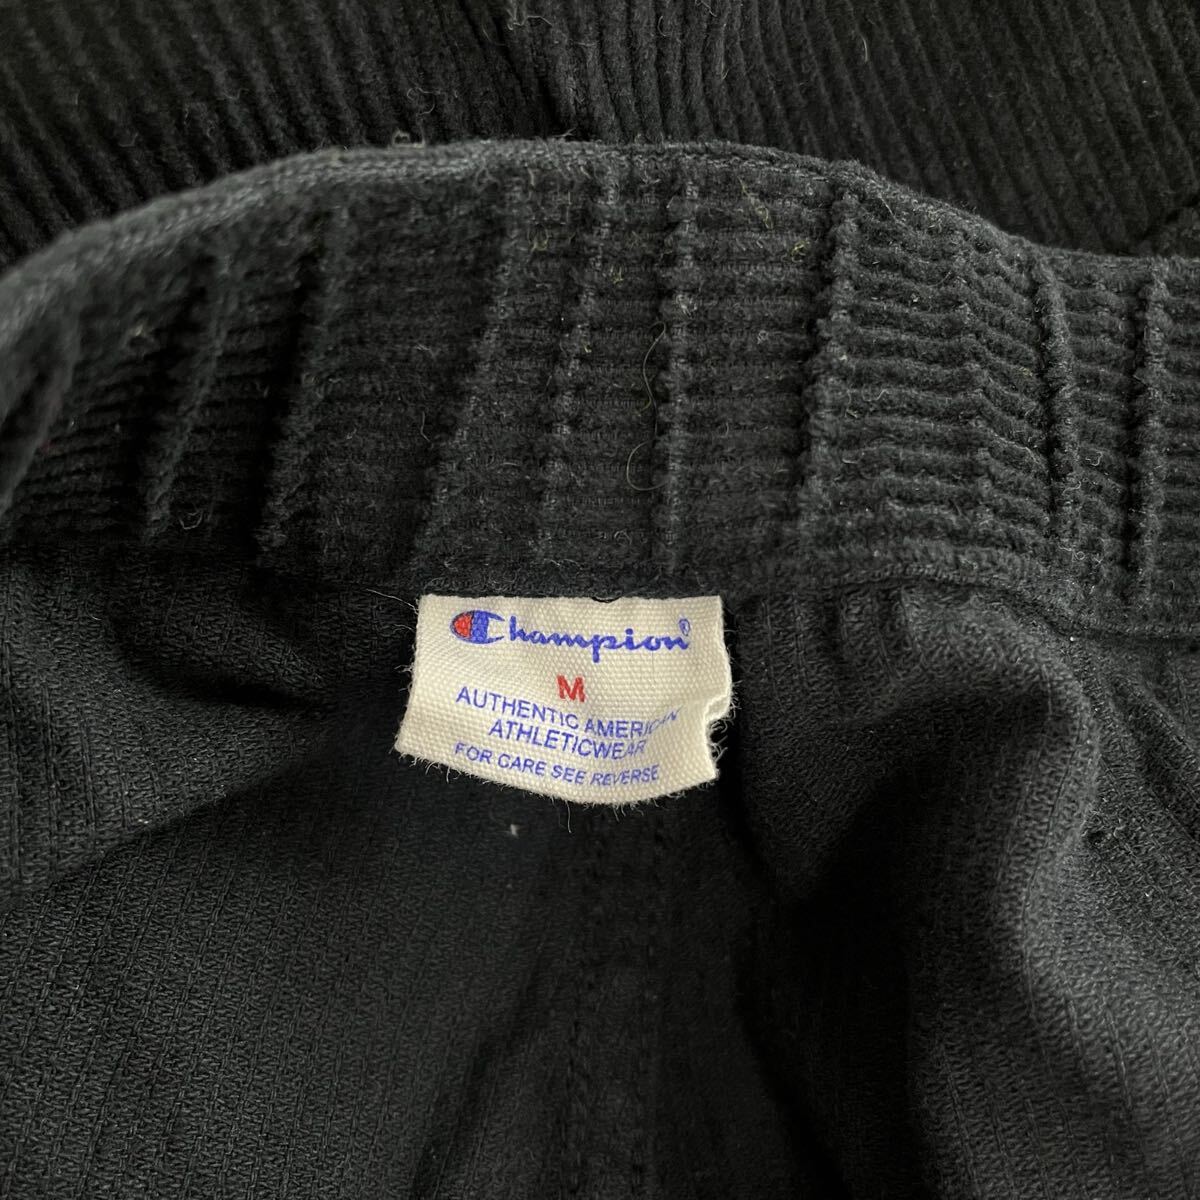 Champion®
M
AUTHENTIC AMERICAN
ATHLETICWEAR
FOR CARE SEE REVERSE